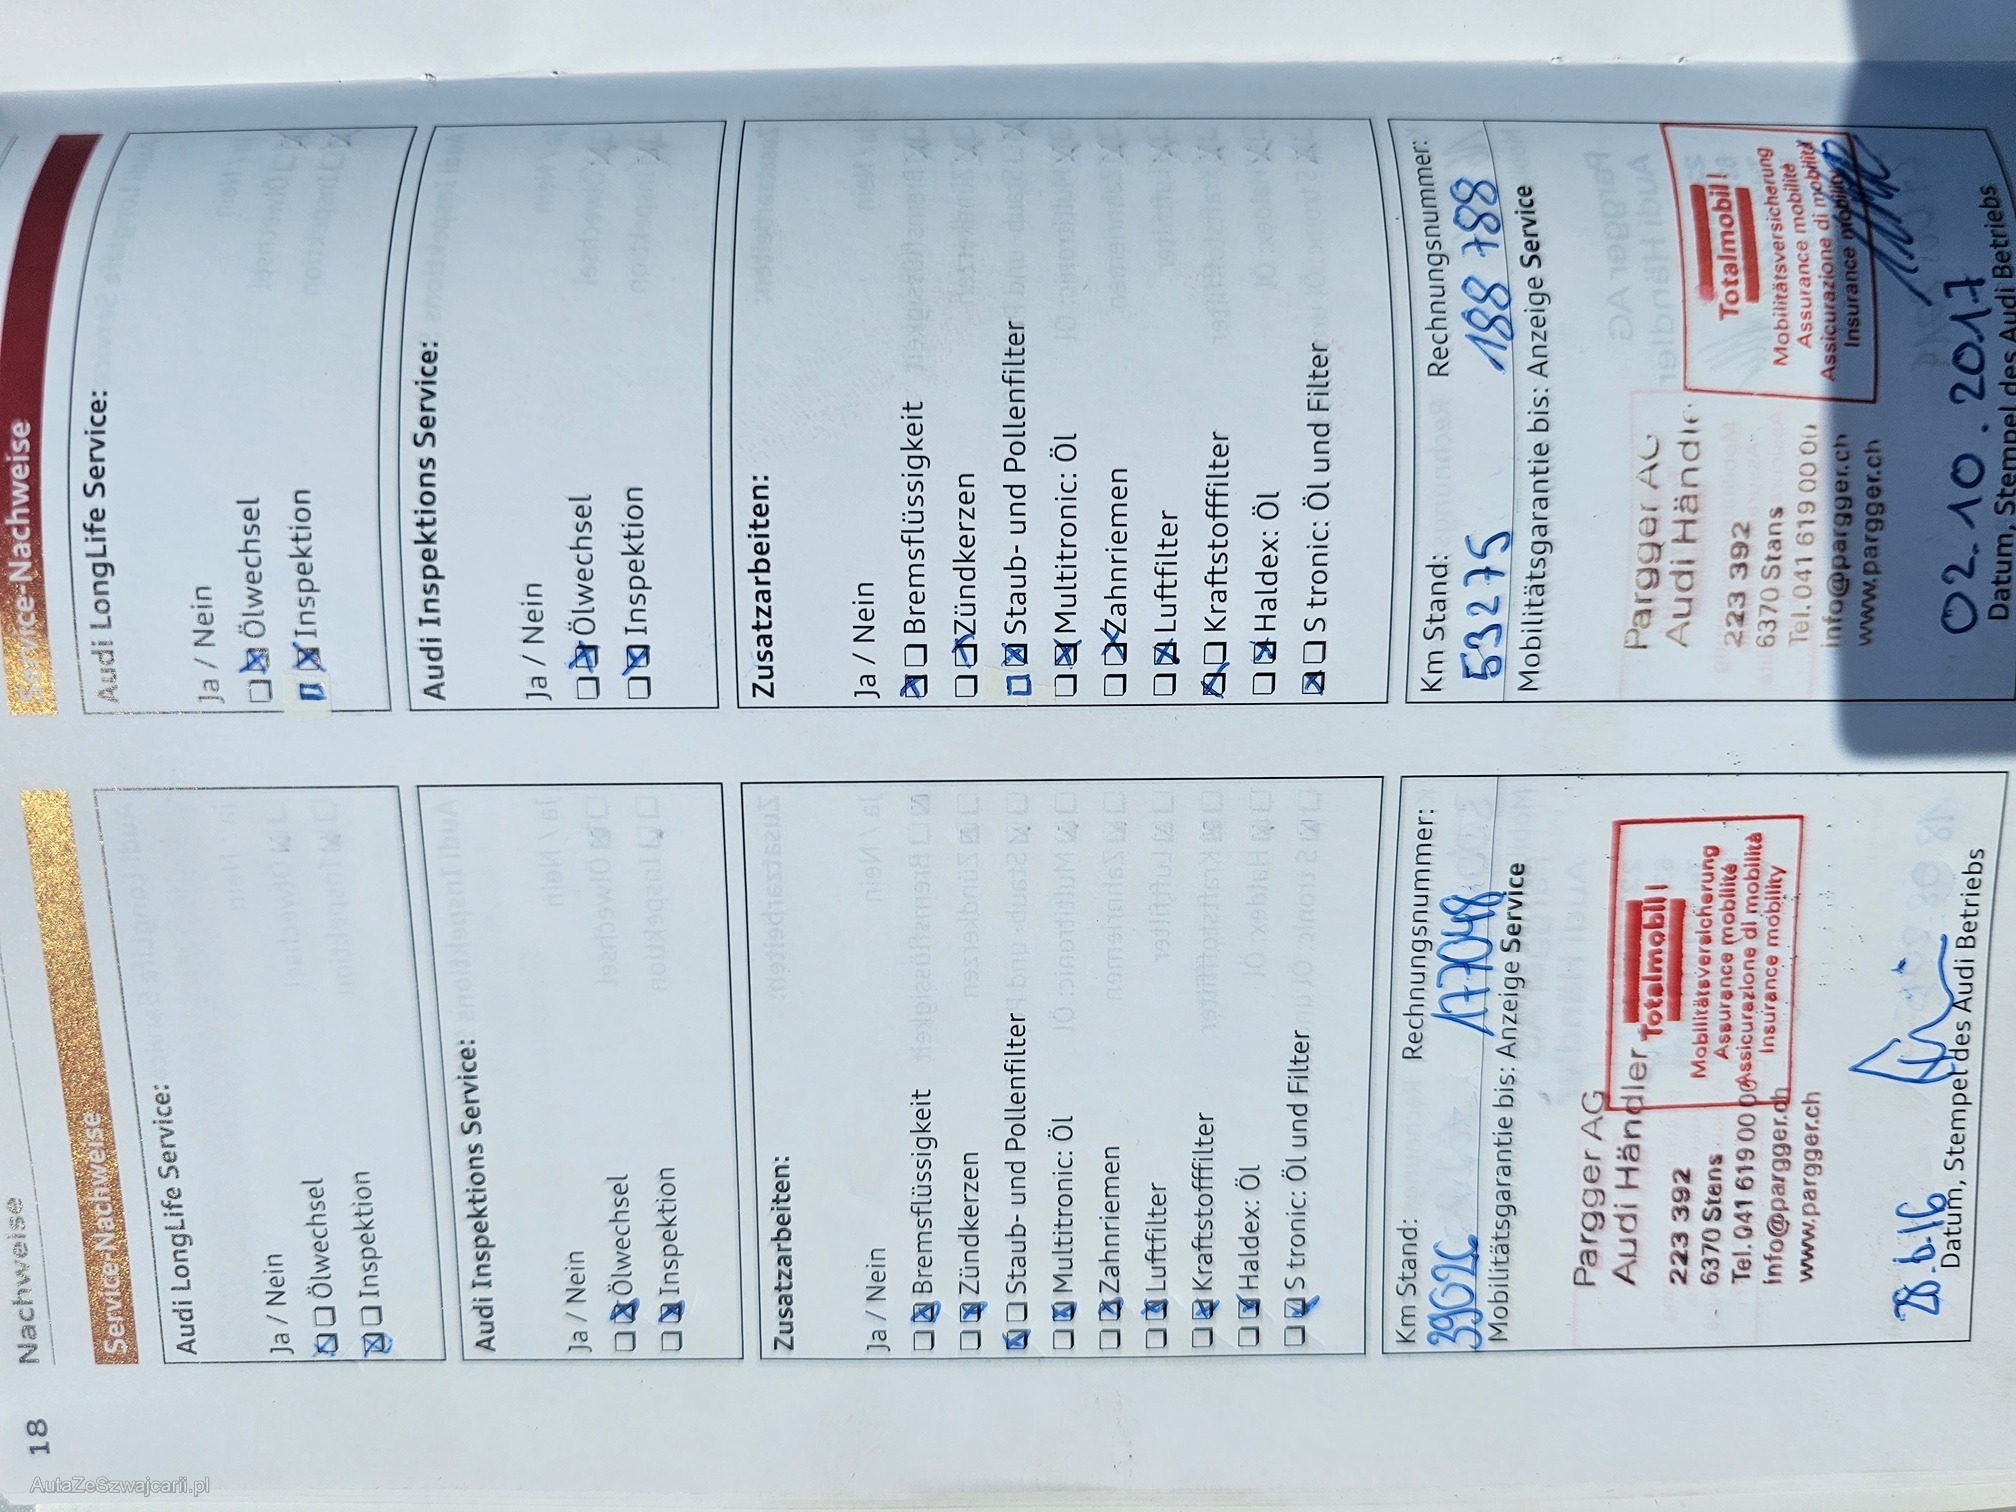 18 Nachweise
Service-Nachweise
Audi LongLife Service:
Ja / Nein
Ölwechsel
Inspektion
Audi Inspektions Service:
Ja / Nein
Ölwechsel
Inspektion
Zusatzarbeiten:
Ja / Nein
Bremsflüssigkeit
Zündkerzen
Staub- und Pollenfilter
Multitronic: Öl
Zahnriemen
Luftfilter
Kraftstofffilter
Haldex: Öl
S tronic: Öl und Filter
Km Stand: Rechnungsnummer:
39026 177048
Mobilitätsgarantie bis: Anzeige Service
Pargger AG
Audi Händler
223 392
6370 Stans
Tel. 041 619 00 00
info@pargger.ch
www.pargger.ch
Totalmobil!
Mobilitätsversicherung
Assurance mobilité
Assicurazione di mobilità
Insurance mobility
28.6.16
Datum, Stempel des Audi Betriebs
Service-Nachweise
Audi LongLife Service:
Ja / Nein
Ölwechsel
Inspektion
Audi Inspektions Service:
Ja / Nein
Ölwechsel
Inspektion
Zusatzarbeiten:
Ja / Nein
Bremsflüssigkeit
Zündkerzen
Staub- und Pollenfilter
Multitronic: Öl
Zahnriemen
Luftfilter
Kraftstofffilter
Haldex: Öl
S tronic: Öl und Filter
Km Stand: Rechnungsnummer:
53275 188 788
Mobilitätsgarantie bis: Anzeige Service
Pargger AG
Audi Händler
223 392
6370 Stans
Tel. 041 619 00 00
info@pargger.ch
www.pargger.ch
Totalmobil!
Mobilitätsversicherung
Assurance mobilité
Assicurazione di mobilità
Insurance mobility
02.10.2017
Datum, Stempel des Audi Betriebs
AutaZeSzwajcarii.pl